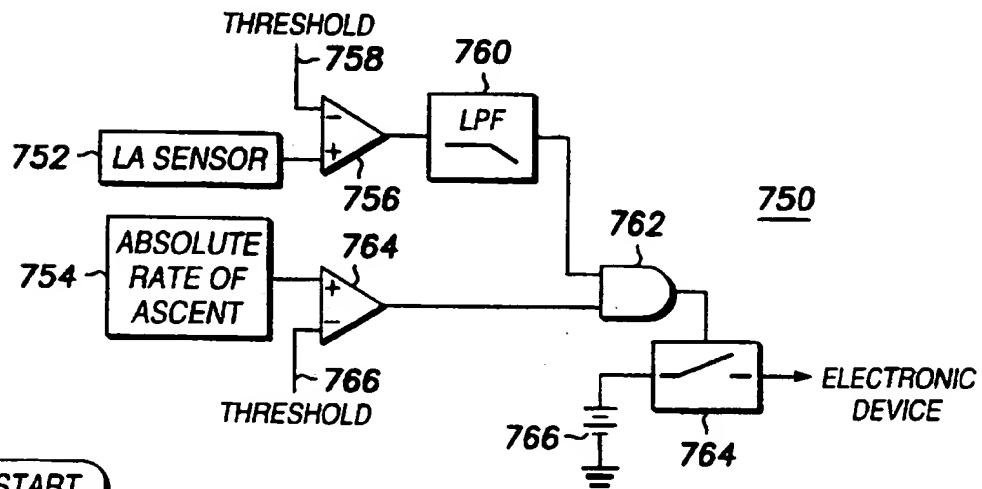 THRESHOLD
758
760
LPF
752
LA SENSOR
756
750
762
764
754
ABSOLUTE
RATE OF
ASCENT
+
−
−
+
766
THRESHOLD
ELECTRONIC
DEVICE
766
764
START